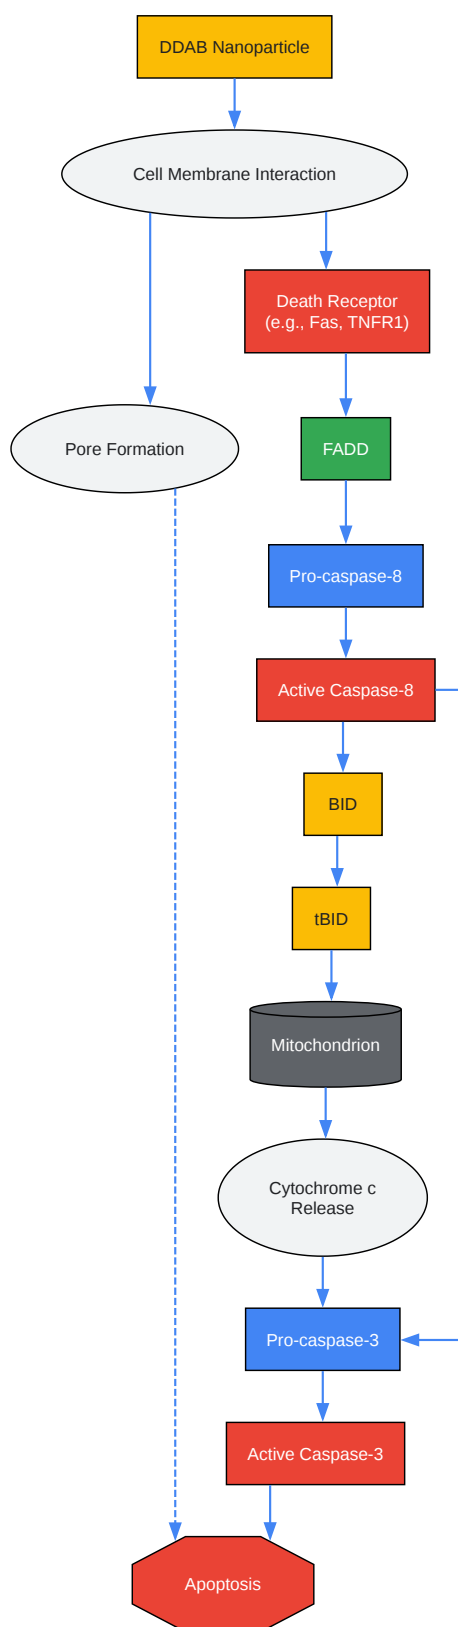 DDAB Nanoparticle
Cell Membrane Interaction
Death Receptor
(e.g., Fas, TNFR1)
Pore Formation
FADD
Pro-caspase-8
Active Caspase-8
BID
tBID
Mitochondrion
Cytochrome c
Release
Pro-caspase-3
Active Caspase-3
Apoptosis